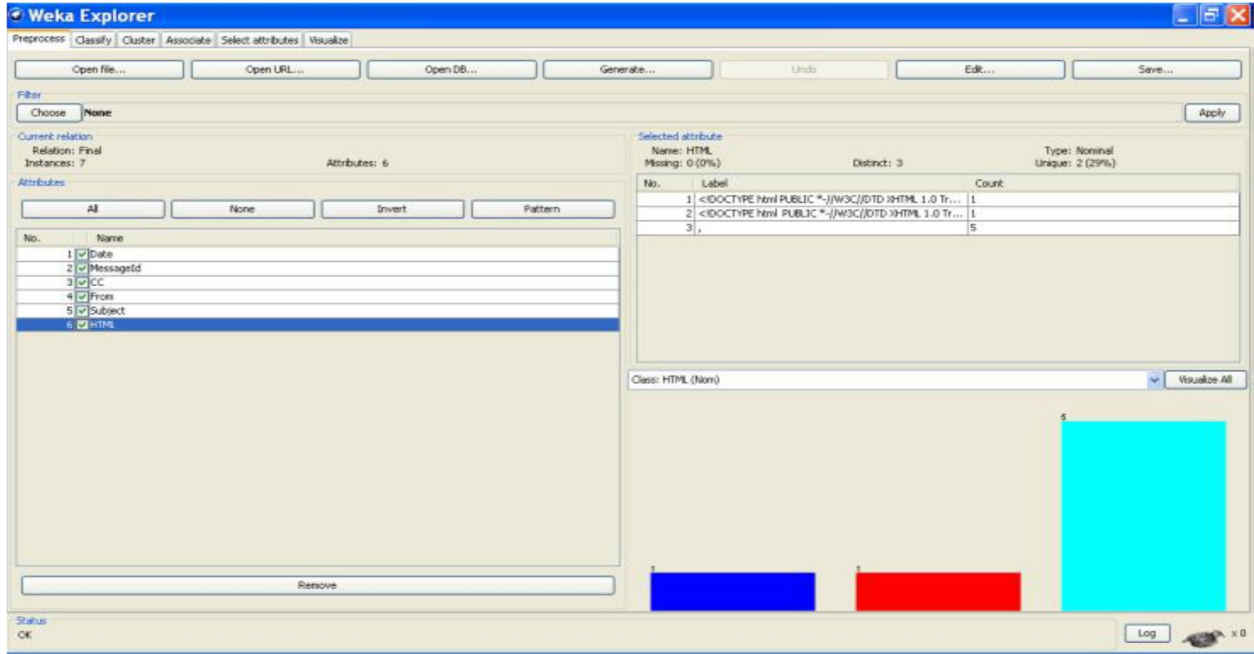 Weka Explorer
Preprocess Classify Cluster Associate Select attributes Visualize
Open file... Open URL... Open DB... Generate... Undo Edit... Save...
Filter
Choose None Apply
Current relation
Relation: Final
Instances: 7 Attributes: 6
Attributes
All None Invert Pattern
No. Name
1 Date
2 MessageId
3 CC
4 From
5 Subject
6 HTML
Remove
Selected attribute
Name: HTML Type: Nominal
Missing: 0 (0%) Distinct: 3 Unique: 2 (29%)
No. Label Count
1 <!DOCTYPE html PUBLIC "-//W3C//DTD XHTML 1.0 Tr... 1
2 <!DOCTYPE html PUBLIC "-//W3C//DTD XHTML 1.0 Tr... 1
3 , 5
Class: HTML (Nom) Visualize All
1 1 5
Status
OK Log x 0